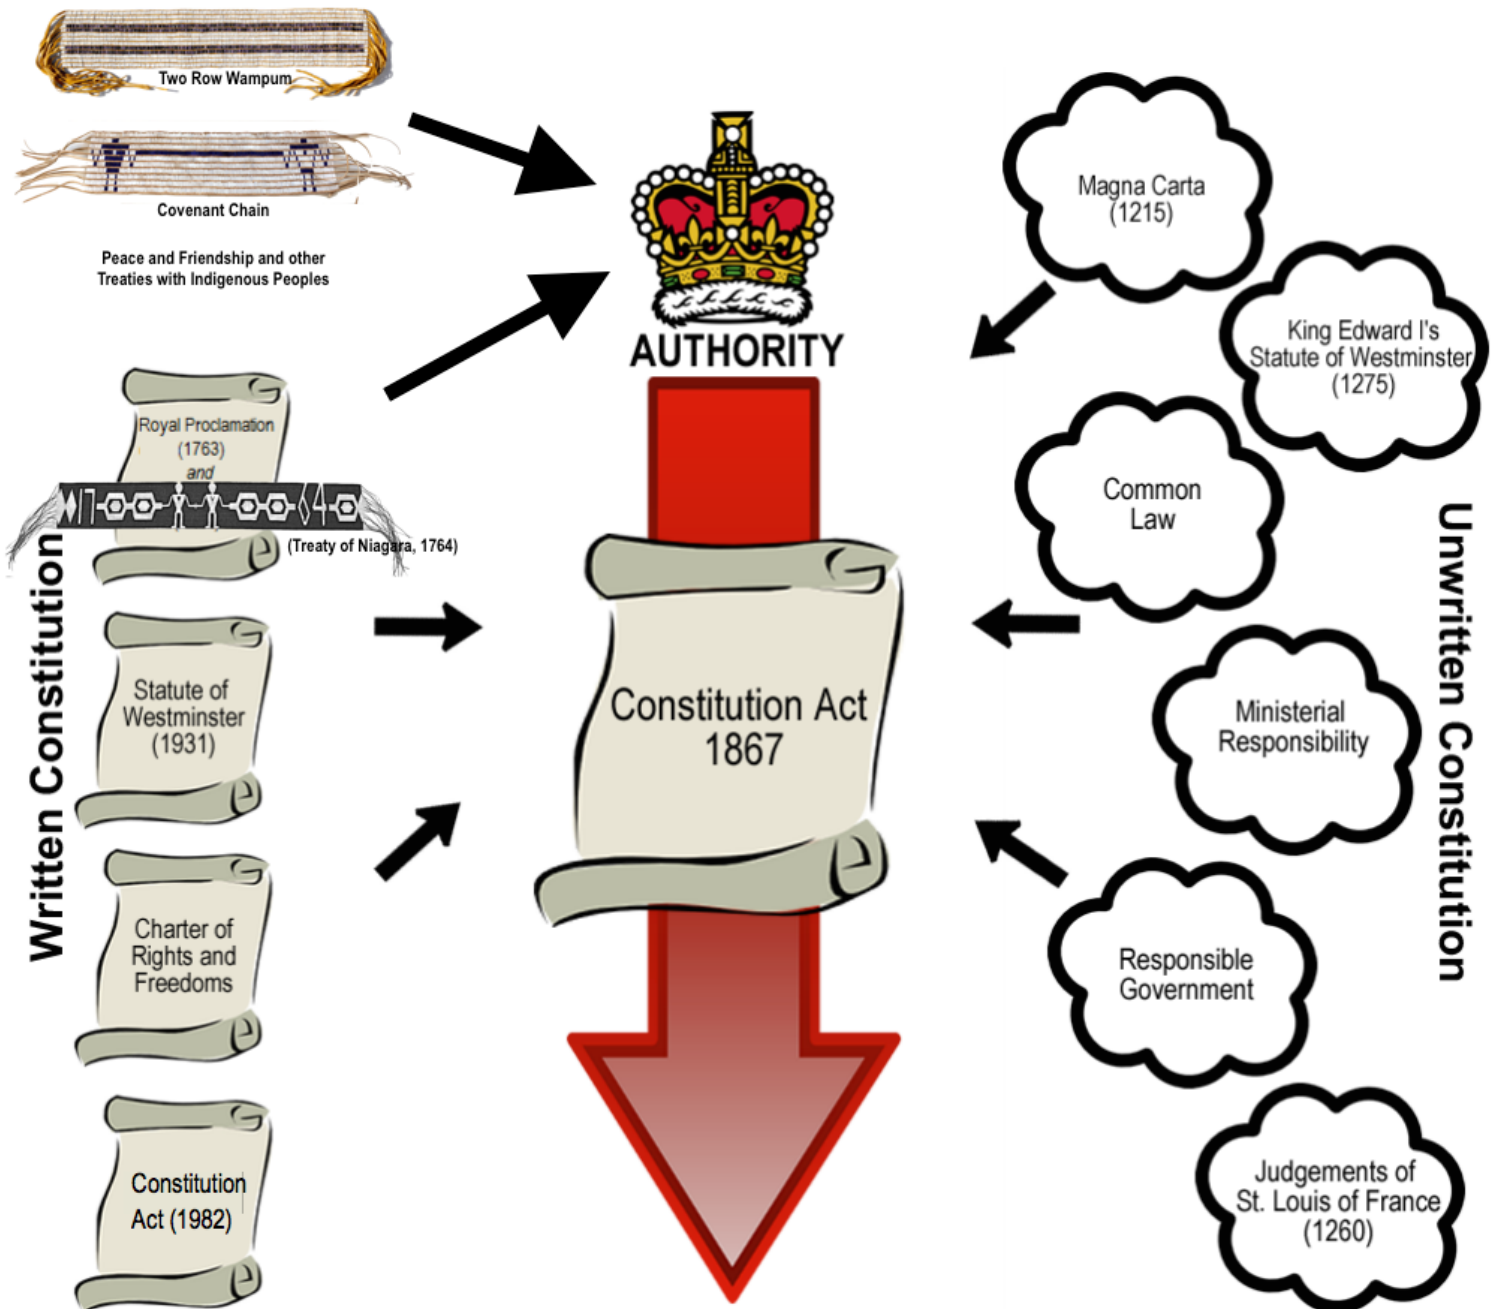 Two Row Wampum
Covenant Chain
Peace and Friendship and other
Treaties with Indigenous Peoples
Royal Proclamation
(1763)
and
17 64
(Treaty of Niagara, 1764)
Written Constitution
Statute of
Westminster
(1931)
Charter of
Rights and
Freedoms
Constitution
Act (1982)
AUTHORITY
Constitution Act
1867
Magna Carta
(1215)
King Edward I's
Statute of Westminster
(1275)
Common
Law
Ministerial
Responsibility
Responsible
Government
Judgements of
St. Louis of France
(1260)
Unwritten Constitution